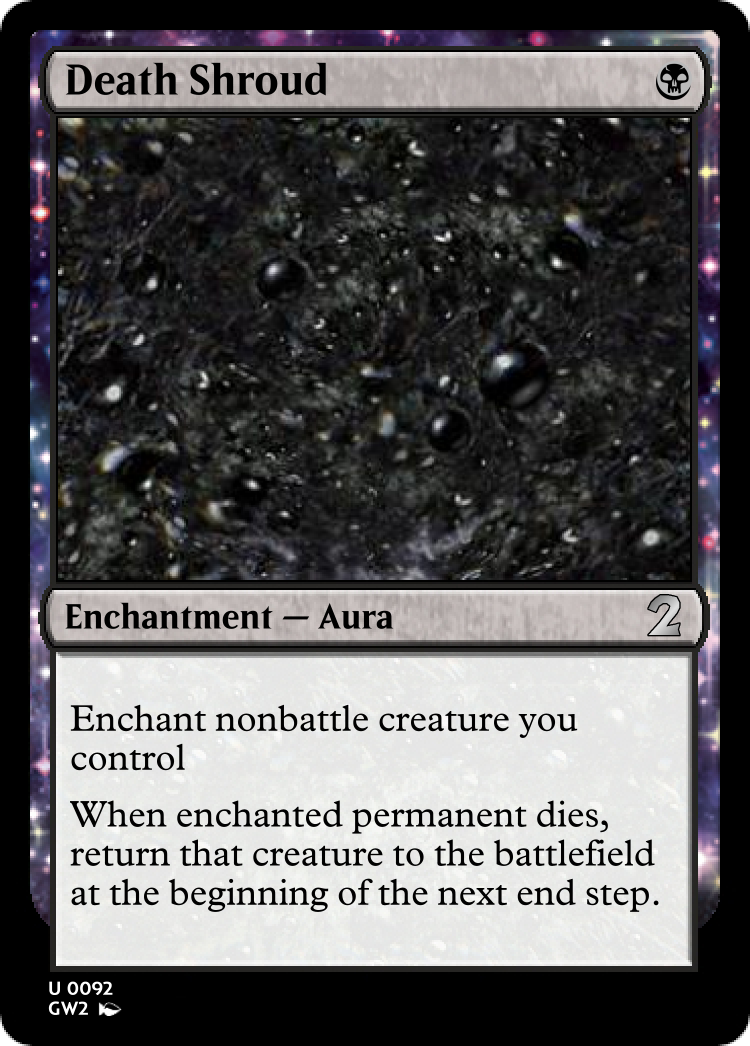 Death Shroud
Enchantment — Aura
2
Enchant nonbattle creature you
control
When enchanted permanent dies,
return that creature to the battlefield
at the beginning of the next end step.
U 0092
GW2